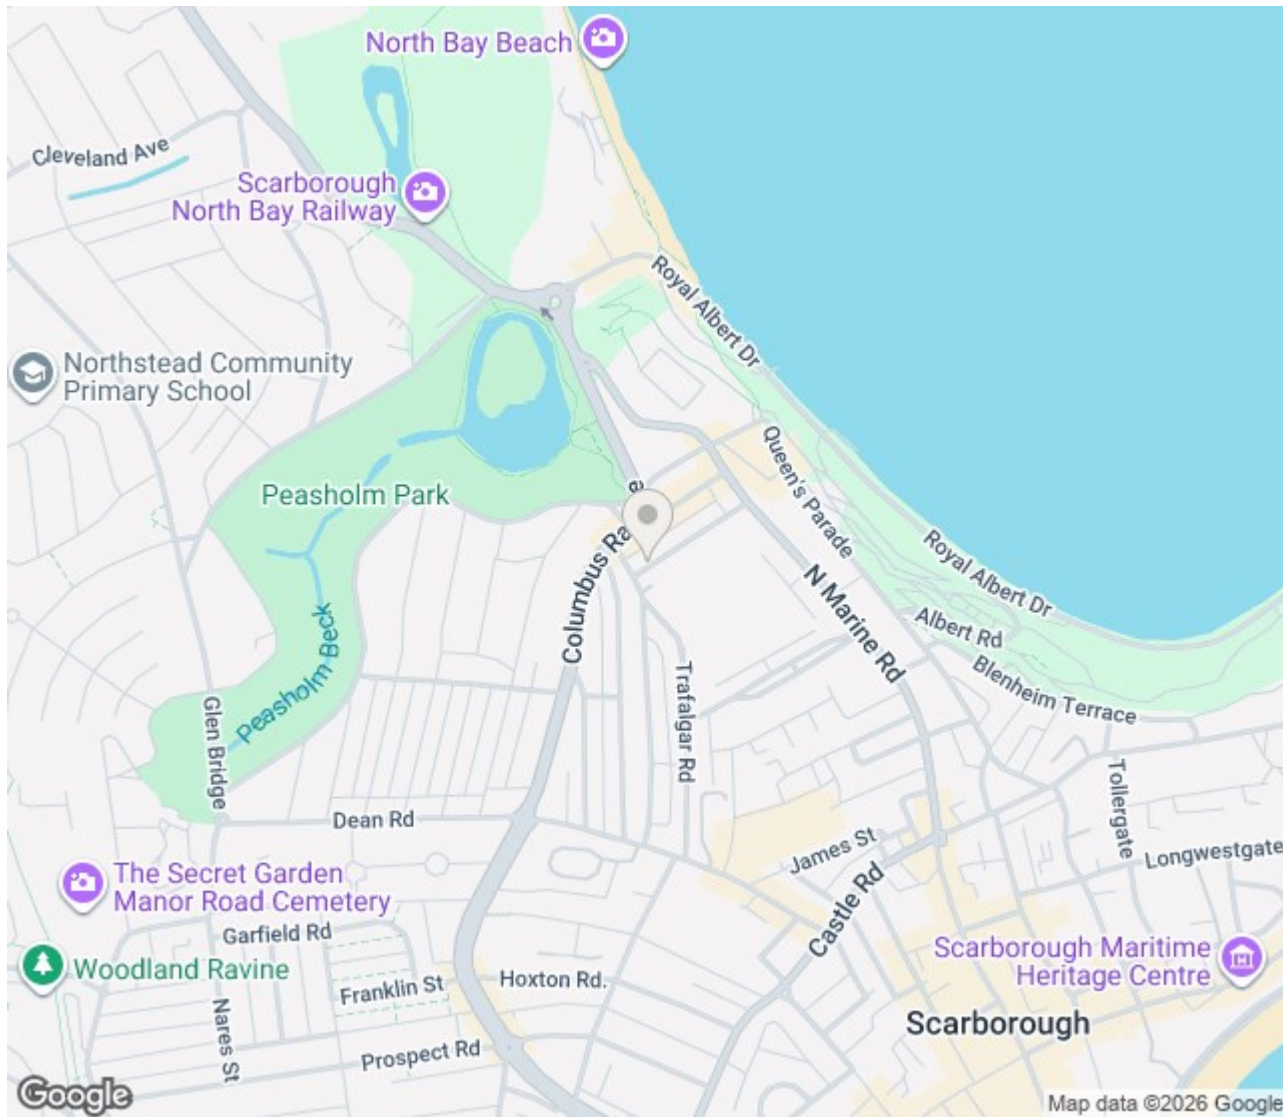 North Bay Beach
Cleveland Ave
Scarborough
North Bay Railway
Royal Albert Dr
Northstead Community
Primary School
Queen's Parade
Peasholm Park
Columbus Ra
Royal Albert Dr
N Marine Rd
Albert Rd
Blenheim Terrace
Peasholm Beck
Trafalgar Rd
Glen Bridge
Tollergate
Dean Rd
James St
Longwestgate
Castle Rd
The Secret Garden
Manor Road Cemetery
Garfield Rd
Scarborough Maritime
Heritage Centre
Woodland Ravine
Franklin St
Hoxton Rd.
Nares St
Scarborough
Prospect Rd
Google
Map data ©2026 Google